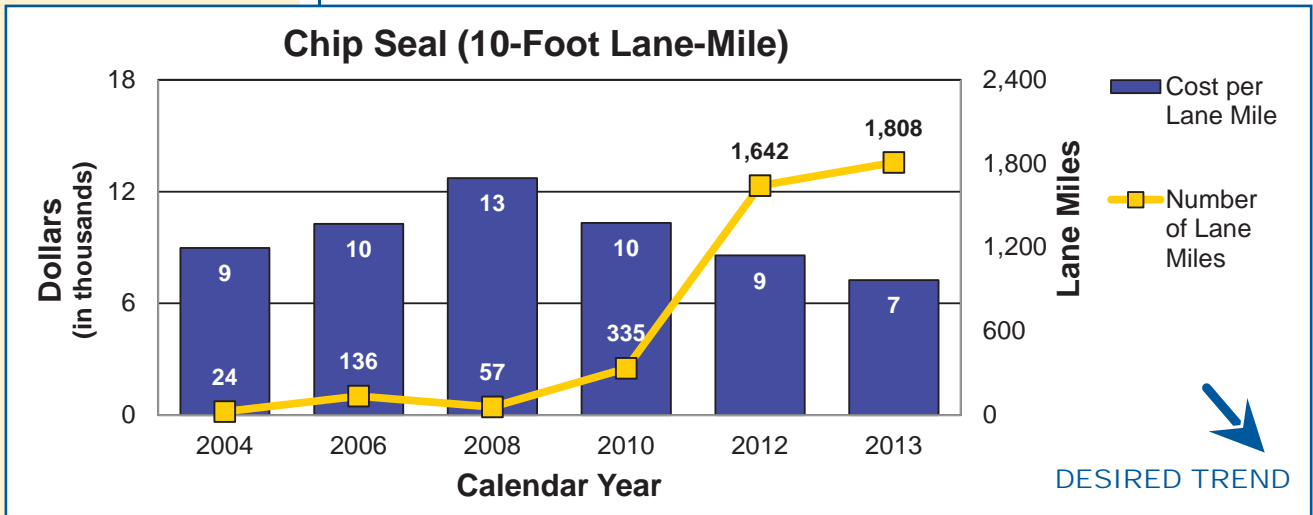 Chip Seal (10-Foot Lane-Mile)
Dollars
(in thousands)
18
12
6
0
9
10
13
10
9
7
24
136
57
335
1,642
1,808
2,400
1,800
1,200
600
0
Lane Miles
2004
2006
2008
2010
2012
2013
Calendar Year
Cost per
Lane Mile
Number
of Lane
Miles
DESIRED TREND